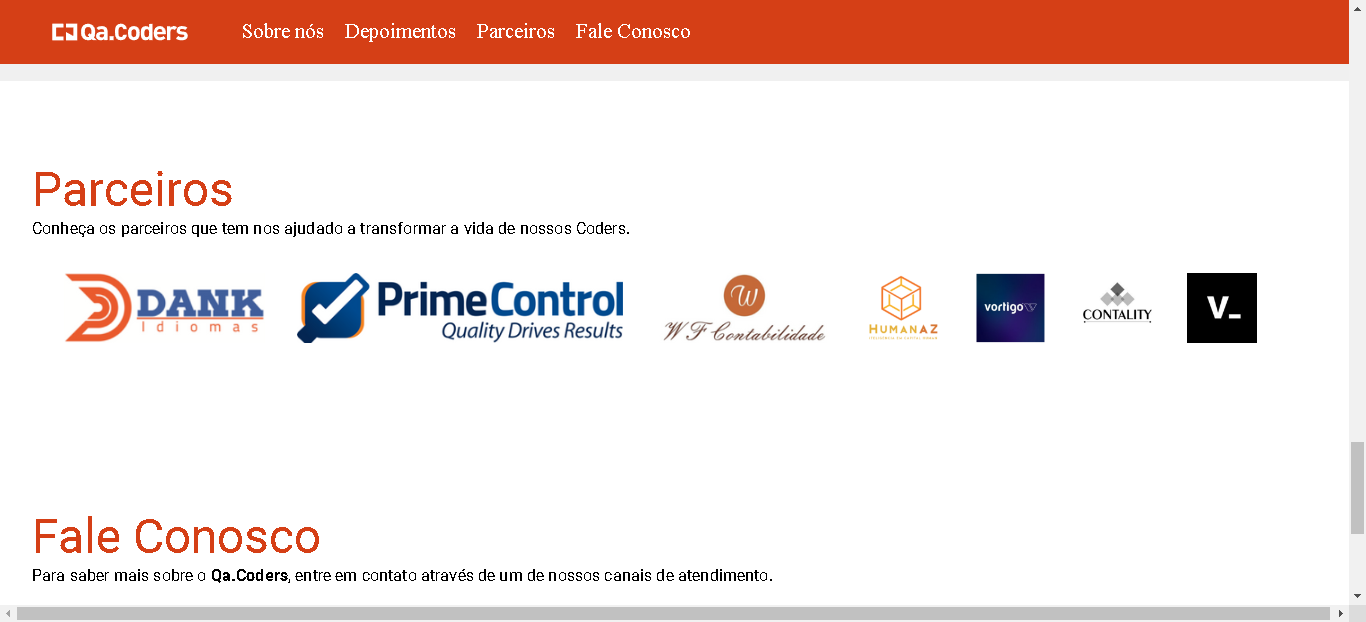 Qa.Coders Sobre nós Depoimentos Parceiros Fale Conosco
Parceiros
Conheça os parceiros que tem nos ajudado a transformar a vida de nossos Coders.
DANK
Idiomas
PrimeControl
Quality Drives Results
W
WF Contabilidade
HUMANAZ
vortigo
CONTALITY
V_
Fale Conosco
Para saber mais sobre o Qa.Coders, entre em contato através de um de nossos canais de atendimento.